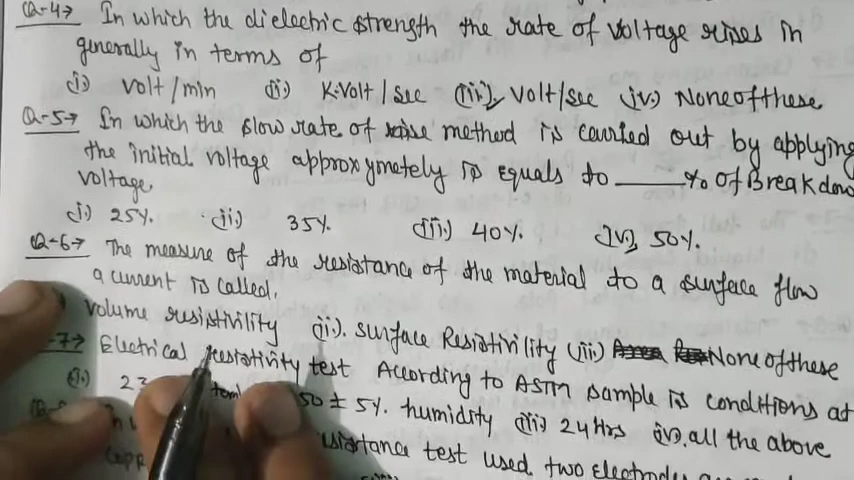 Q-4→ In which the dielectric strength the rate of voltage rises in
generally in terms of
(i) volt/min (ii) K.Volt/sec (iii) Volt/sec (iv.) None of these
Q-5→ In which the slow rate of rise method is carried out by applying
the initial voltage approxymetely is equals to _____% of Breakdow
voltage.
(i) 25%. (ii) 35%. (iii.) 40%. (iv) 50%.
Q-6→ The measure of the resistance of the material to a surface flow
a current is called.
volume resistivility (ii). Surface Resistivility (iii) None of these
-7→ Electrical resistivity test According to ASTM sample is conditions at
(i.) 23 50 ± 5%. humidity (iii) 24 Hrs (iv). all the above
test used two Electrodes